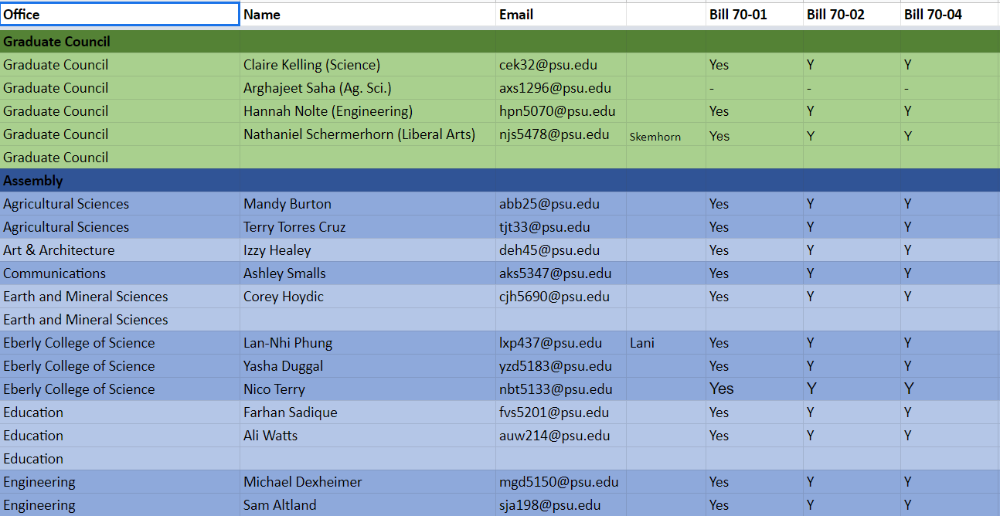 Office Name Email Bill 70-01 Bill 70-02 Bill 70-04
Graduate Council
Graduate Council Claire Kelling (Science) cek32@psu.edu Yes Y Y
Graduate Council Arghajeet Saha (Ag. Sci.) axs1296@psu.edu - - -
Graduate Council Hannah Nolte (Engineering) hpn5070@psu.edu Yes Y Y
Graduate Council Nathaniel Schermerhorn (Liberal Arts) njs5478@psu.edu Skemhorn Yes Y Y
Graduate Council
Assembly
Agricultural Sciences Mandy Burton abb25@psu.edu Yes Y Y
Agricultural Sciences Terry Torres Cruz tjt33@psu.edu Yes Y Y
Art & Architecture Izzy Healey deh45@psu.edu Yes Y Y
Communications Ashley Smalls aks5347@psu.edu Yes Y Y
Earth and Mineral Sciences Corey Hoydic cjh5690@psu.edu Yes Y Y
Earth and Mineral Sciences
Eberly College of Science Lan-Nhi Phung lxp437@psu.edu Lani Yes Y Y
Eberly College of Science Yasha Duggal yzd5183@psu.edu Yes Y Y
Eberly College of Science Nico Terry nbt5133@psu.edu Yes Y Y
Education Farhan Sadique fvs5201@psu.edu Yes Y Y
Education Ali Watts auw214@psu.edu Yes Y Y
Education
Engineering Michael Dexheimer mgd5150@psu.edu Yes Y Y
Engineering Sam Altland sja198@psu.edu Yes Y Y